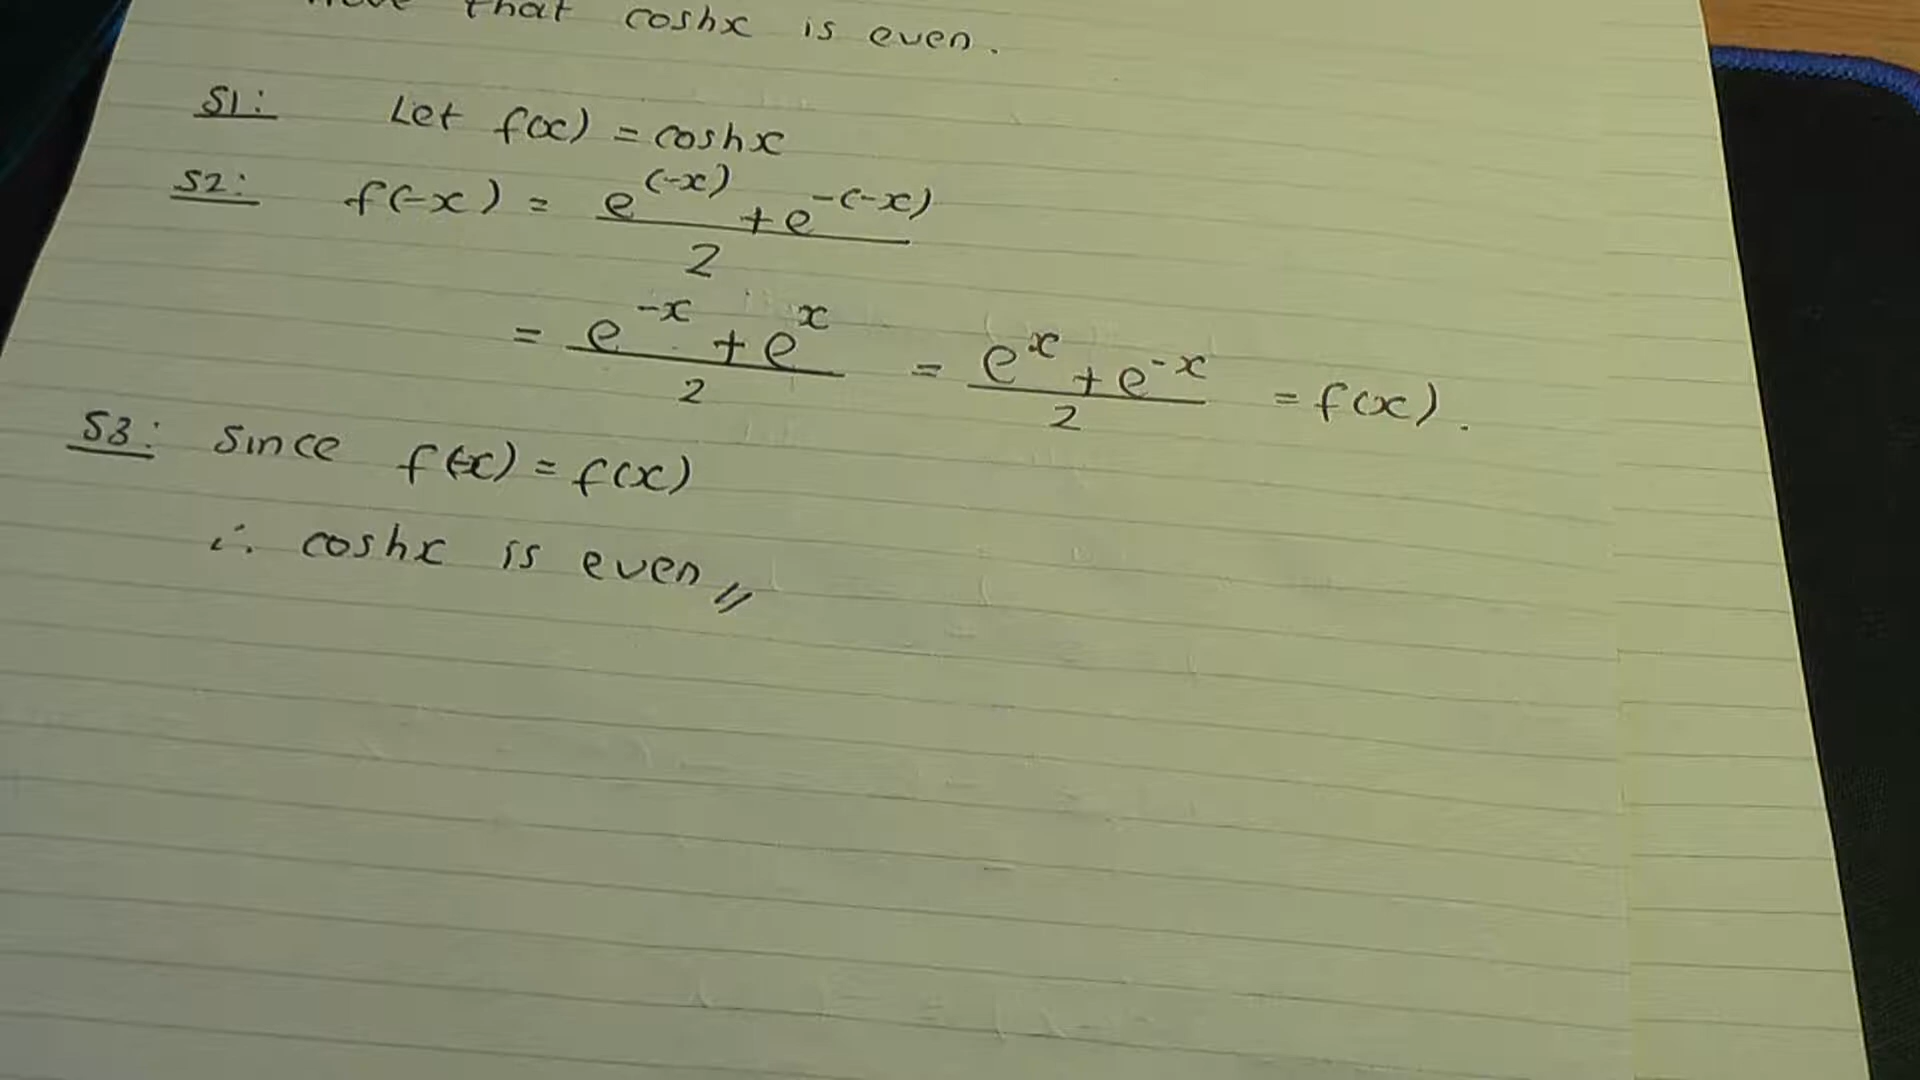 that coshx is even.
S1: Let f(x) = coshx
S2: f(-x) = (e^(-x) + e^-(-x))/2
= (e^-x + e^x)/2 = (e^x + e^-x)/2 = f(x).
S3: Since f(-x) = f(x)
∴ coshx is even //